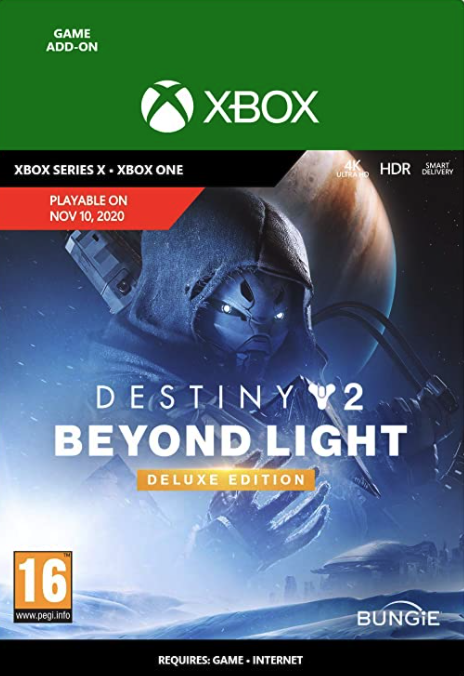 GAME
ADD-ON
XBOX
XBOX SERIES X • XBOX ONE
4K
ULTRA HD
HDR
SMART
DELIVERY
PLAYABLE ON
NOV 10, 2020
DESTINY 2
BEYOND LIGHT
DELUXE EDITION
16
TM
www.pegi.info
BUNGiE
REQUIRES: GAME • INTERNET